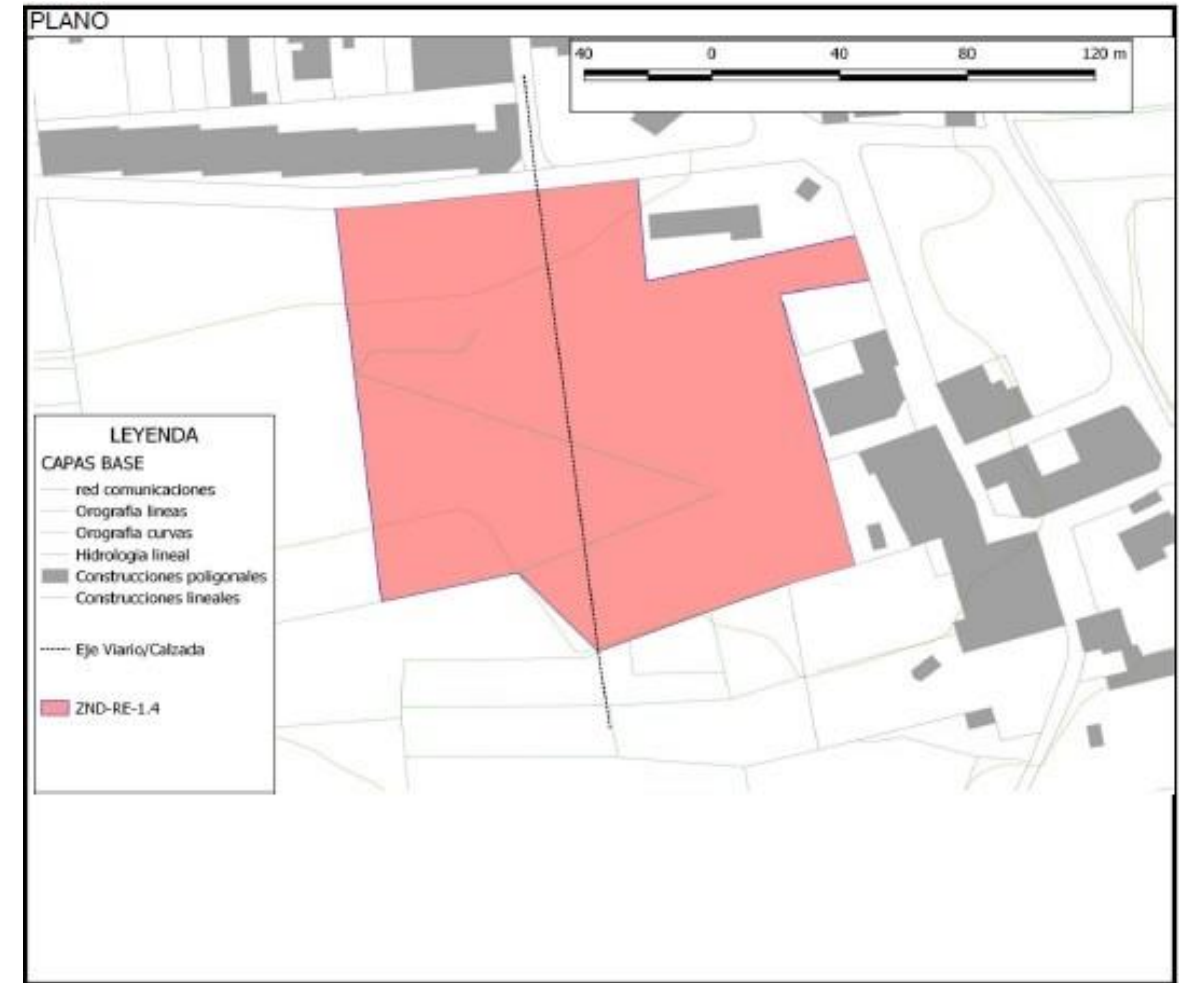 PLANO
40 0 40 80 120 m
LEYENDA
CAPAS BASE
red comunicaciones
Orografia lineas
Orografia curvas
Hidrologia lineal
Construcciones poligonales
Construcciones lineales
Eje Viario/Calzada
ZND-RE-1.4